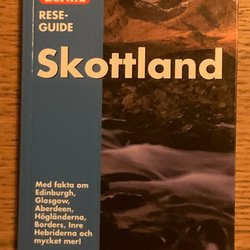 RESE-
GUIDE
Skottland
Med fakta om
Edinburgh,
Glasgow,
Aberdeen,
Högländerna,
Borders, Inre
Hebriderna och
mycket mer!